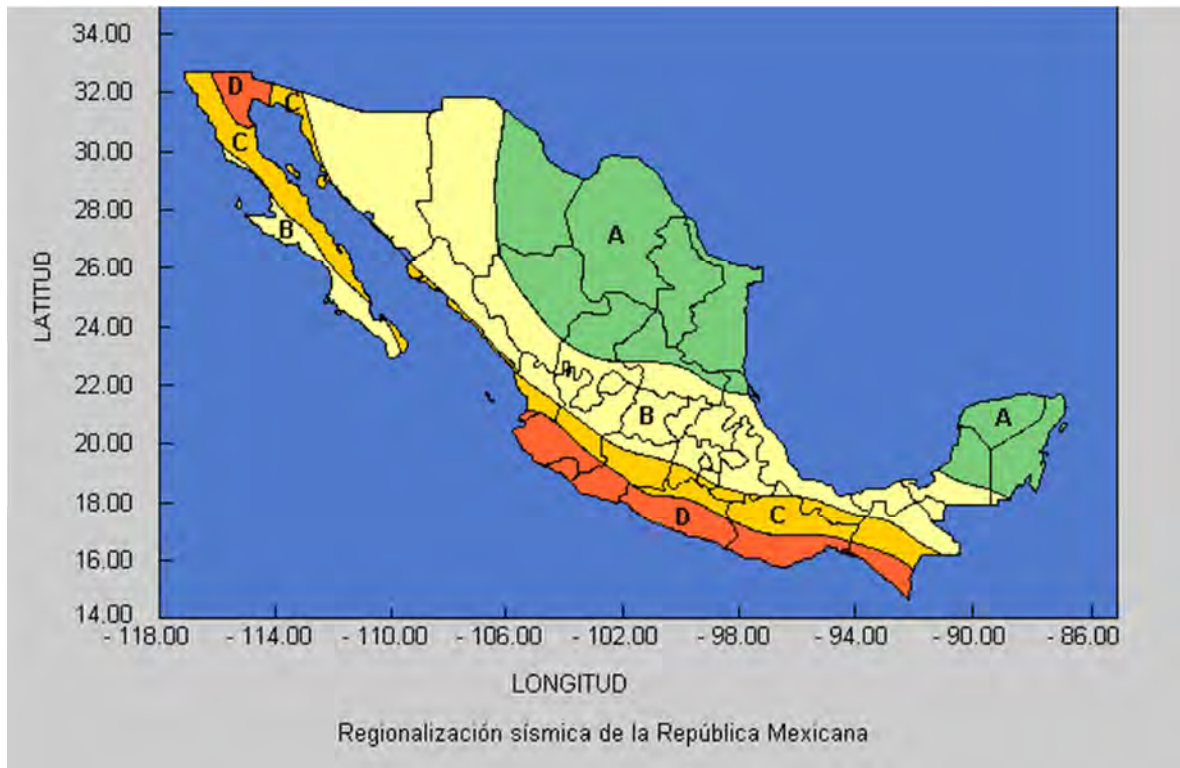 34.00
32.00
30.00
28.00
26.00
24.00
22.00
20.00
18.00
16.00
14.00
LATITUD
D
C
C
B
A
B
A
D
C
- 118.00 - 114.00 - 110.00 - 106.00 - 102.00 - 98.00 - 94.00 - 90.00 - 86.00
LONGITUD
Regionalización sísmica de la República Mexicana